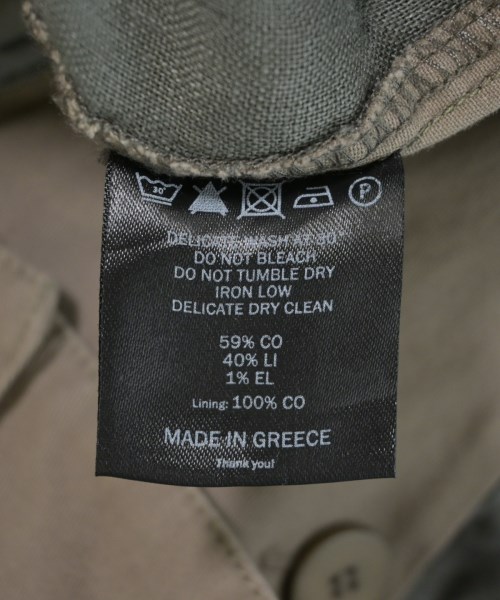 30°
P
DELICATE WASH AT 30°
DO NOT BLEACH
DO NOT TUMBLE DRY
IRON LOW
DELICATE DRY CLEAN
59% CO
40% LI
1% EL
Lining: 100% CO
MADE IN GREECE
Thank you!